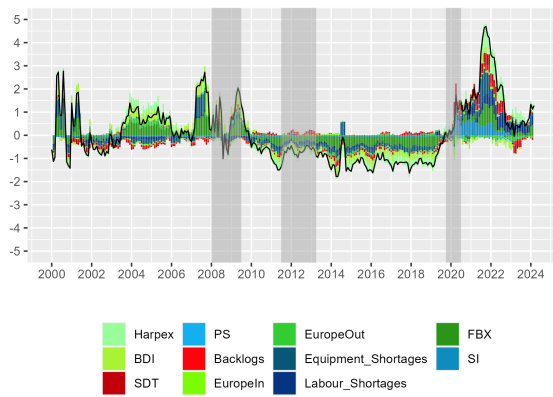 5
4
3
2
1
0
-1
-2
-3
-4
-5
2000 2002 2004 2006 2008 2010 2012 2014 2016 2018 2020 2022 2024
Harpex PS EuropeOut FBX
BDI Backlogs Equipment_Shortages SI
SDT EuropeIn Labour_Shortages